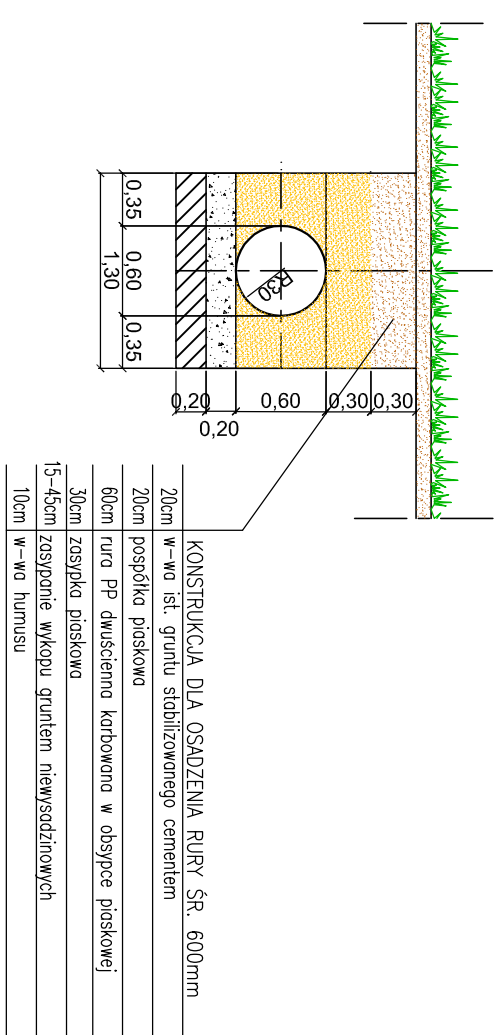 0,35
0,60
0,35
1,30
R30
0,20
0,20
0,60
0,30
0,30
KONSTRUKCJA DLA OSADZENIA RURY ŚR. 600mm
20cm w-wa ist. gruntu stabilizowanego cementem
20cm pospółka piaskowa
60cm rura PP dwuścienna karbowana w obsypce piaskowej
30cm zasypka piaskowa
15-45cm zasypanie wykopu gruntem niewysadzinowych
10cm w-wa humusu